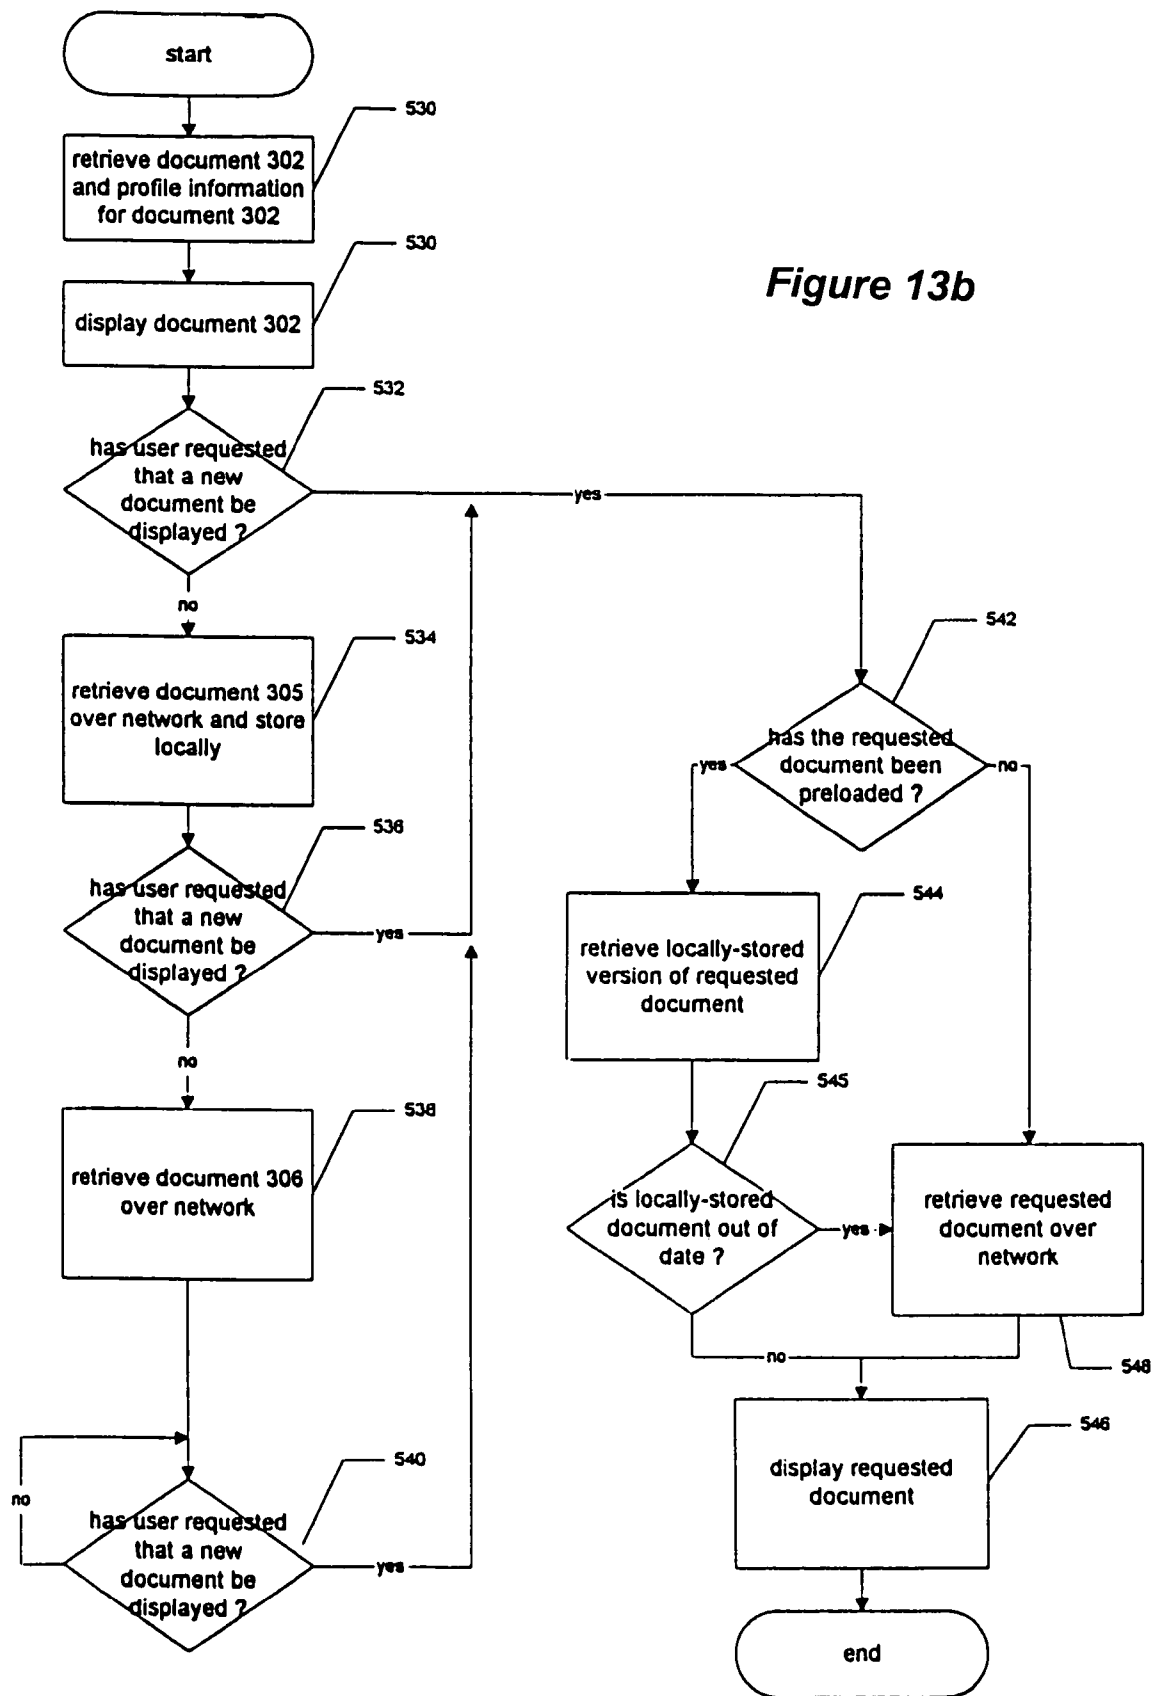 start
530
retrieve document 302
and profile information
for document 302
530
display document 302
Figure 13b
532
has user requested
that a new
document be
displayed ?
yes
no
534
retrieve document 305
over network and store
locally
536
has user requested
that a new
document be
displayed ?
yes
no
538
retrieve document 306
over network
540
no
has user requested
that a new
document be
displayed ?
yes
542
has the requested
document been
preloaded ?
yes
no
544
retrieve locally-stored
version of requested
document
545
is locally-stored
document out of
date ?
yes
retrieve requested
document over
network
no
548
546
display requested
document
end